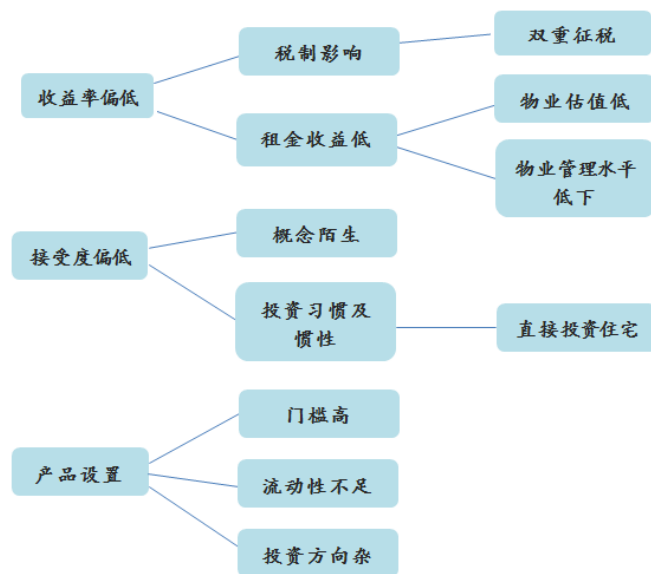 双重征税
税制影响
收益率偏低
物业估值低
租金收益低
物业管理水平
低下
概念陌生
接受度偏低
投资习惯及
惯性
直接投资住宅
门槛高
产品设置
流动性不足
投资方向杂